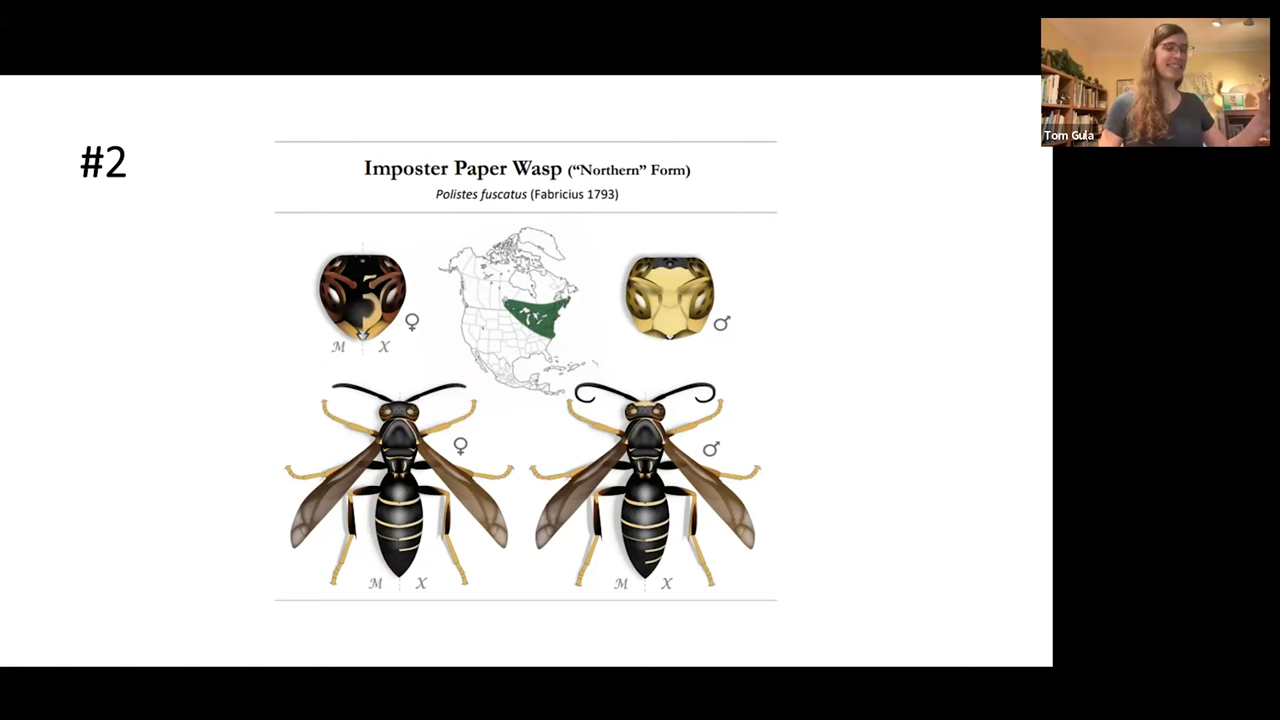 #2
Imposter Paper Wasp (“Northern” Form)
Polistes fuscatus (Fabricius 1793)
♀
♂
M X
♀
♂
M X
M X
Tom Gula